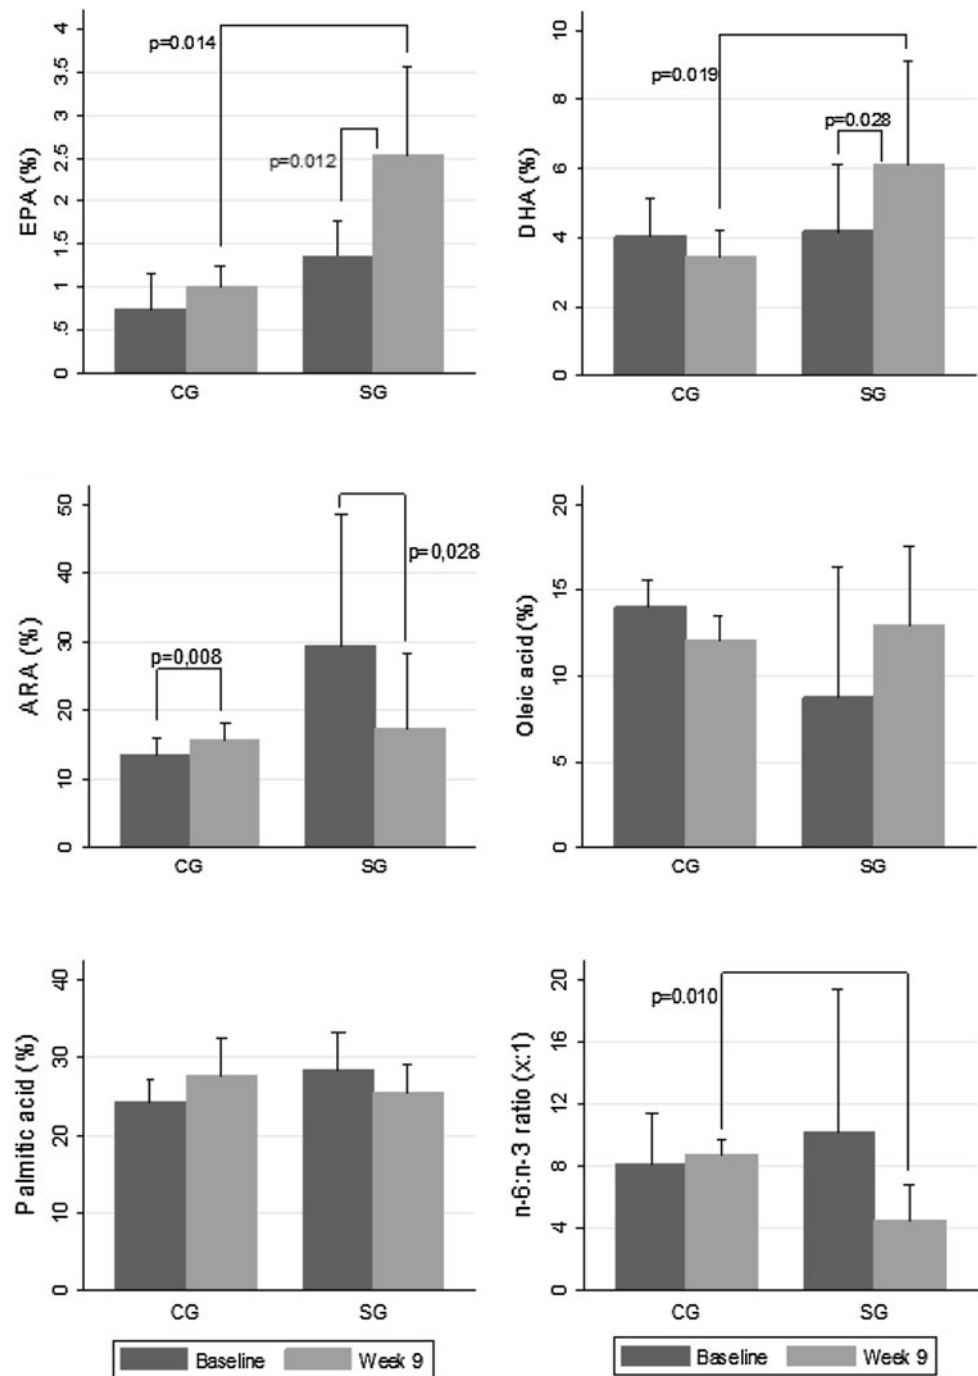 EPA (%)
4
3.5
3
2.5
2
1.5
1
.5
0
p=0.014
p=0.012
CG SG
DHA (%)
10
8
6
4
2
0
p=0.019
p=0.028
CG SG
ARA (%)
50
40
30
20
10
0
p=0,008
p=0,028
CG SG
Oleic acid (%)
20
15
10
5
0
CG SG
Palmitic acid (%)
40
30
20
10
0
CG SG
Baseline Week 9
n-6:n-3 ratio (x:1)
20
16
12
8
4
0
p=0.010
CG SG
Baseline Week 9